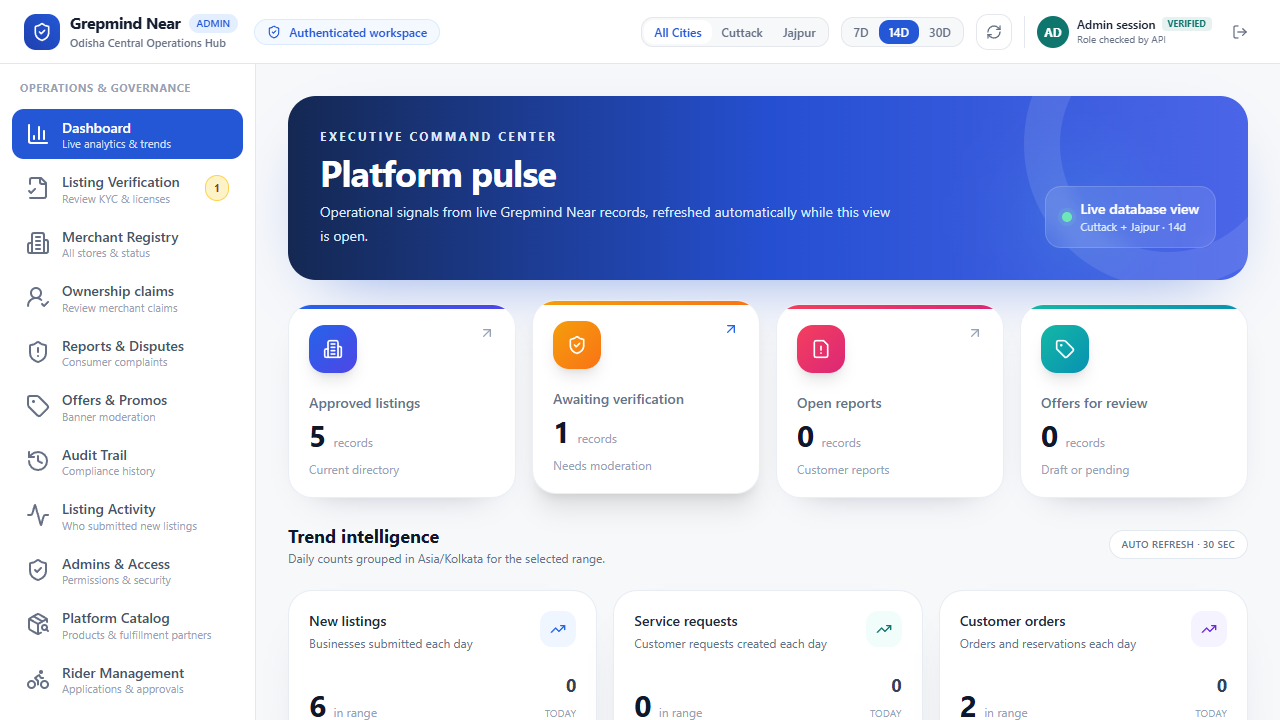 Grepmind Near ADMIN
Odisha Central Operations Hub
Authenticated workspace
All Cities Cuttack Jajpur
7D 14D 30D
AD
Admin session VERIFIED
Role checked by API
OPERATIONS & GOVERNANCE
Dashboard
Live analytics & trends
Listing Verification
Review KYC & licenses
1
Merchant Registry
All stores & status
Ownership claims
Review merchant claims
Reports & Disputes
Consumer complaints
Offers & Promos
Banner moderation
Audit Trail
Compliance history
Listing Activity
Who submitted new listings
Admins & Access
Permissions & security
Platform Catalog
Products & fulfillment partners
Rider Management
Applications & approvals
EXECUTIVE COMMAND CENTER
Platform pulse
Operational signals from live Grepmind Near records, refreshed automatically while this view
is open.
Live database view
Cuttack + Jajpur · 14d
Approved listings
5 records
Current directory
Awaiting verification
1 records
Needs moderation
Open reports
0 records
Customer reports
Offers for review
0 records
Draft or pending
Trend intelligence
Daily counts grouped in Asia/Kolkata for the selected range.
AUTO REFRESH · 30 SEC
New listings
Businesses submitted each day
6 in range
0
TODAY
Service requests
Customer requests created each day
0 in range
0
TODAY
Customer orders
Orders and reservations each day
2 in range
0
TODAY